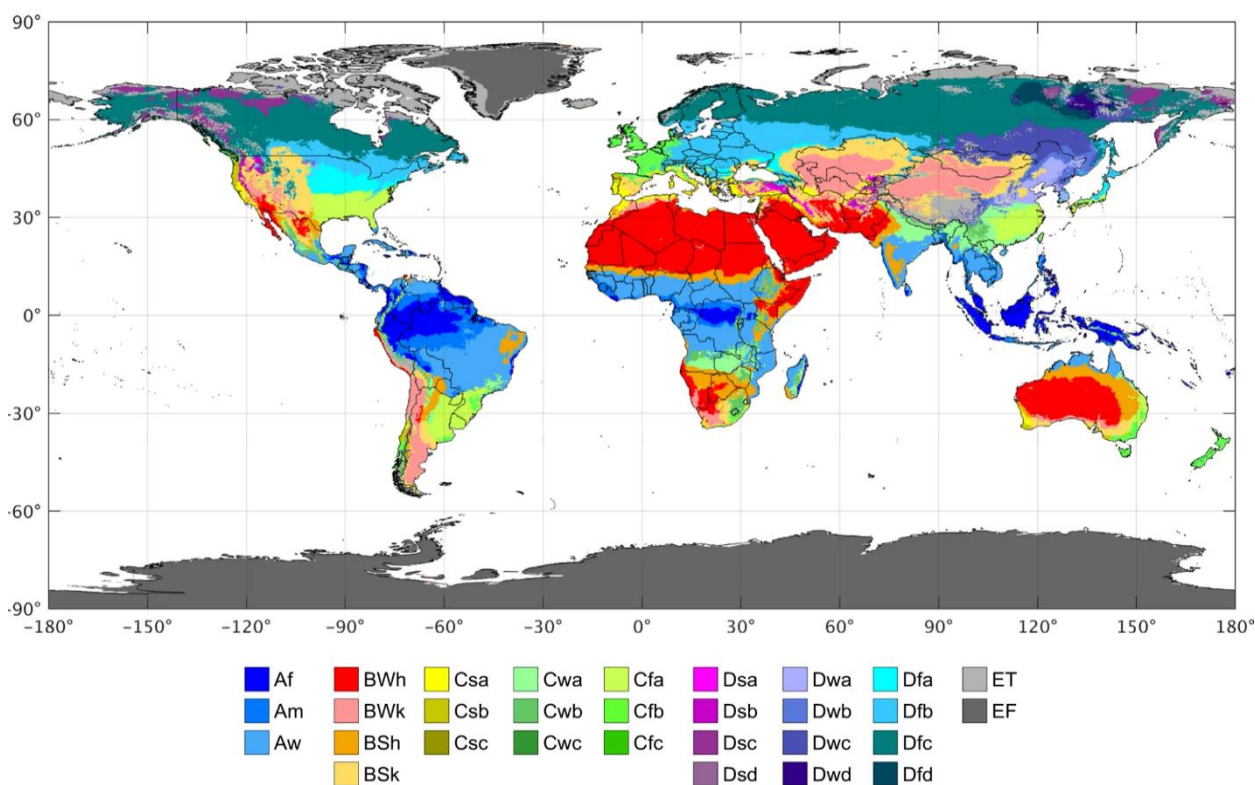 90°
60°
30°
0°
-30°
-60°
-90°
−180° −150° −120° −90° −60° −30° 0° 30° 60° 90° 120° 150° 180°
Af BWh Csa Cwa Cfa Dsa Dwa Dfa ET
Am BWk Csb Cwb Cfb Dsb Dwb Dfb EF
Aw BSh Csc Cwc Cfc Dsc Dwc Dfc
BSk Dsd Dwd Dfd